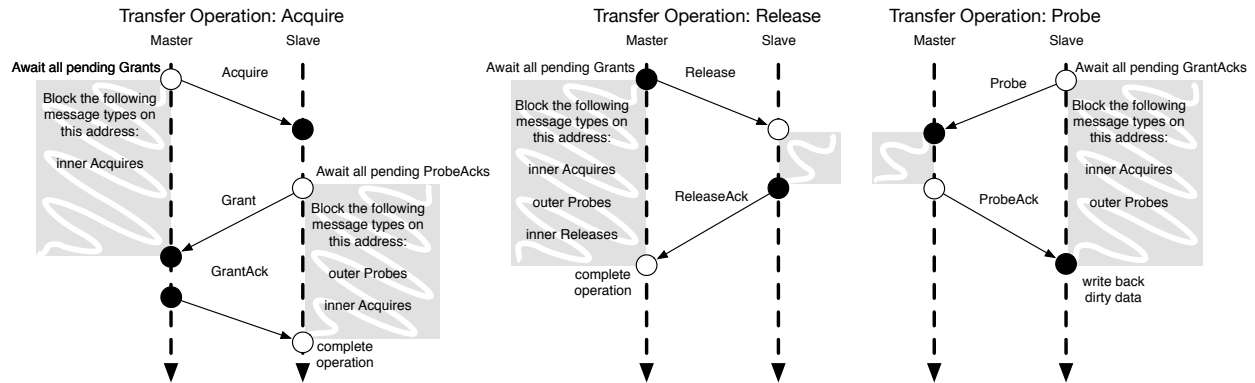 Transfer Operation: Acquire
Master
Slave
Await all pending Grants
Acquire
Block the following
message types on
this address:
inner Acquires
Await all pending ProbeAcks
Grant
Block the following
message types on
this address:
outer Probes
inner Acquires
GrantAck
complete
operation
Transfer Operation: Release
Master
Slave
Await all pending Grants
Release
Block the following
message types on
this address:
inner Acquires
outer Probes
inner Releases
ReleaseAck
complete
operation
Transfer Operation: Probe
Master
Slave
Await all pending GrantAcks
Probe
Block the following
message types on
this address:
inner Acquires
outer Probes
ProbeAck
write back
dirty data